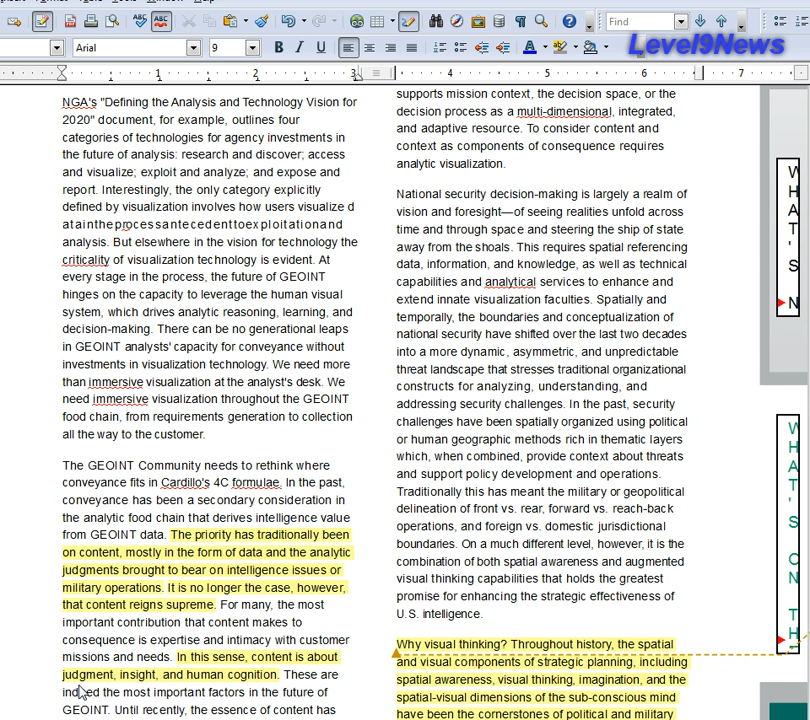 Find
Arial
9
B I U
Level9News
1 2 3 4 5 6 7
NGA's "Defining the Analysis and Technology Vision for
2020" document, for example, outlines four
categories of technologies for agency investments in
the future of analysis: research and discover; access
and visualize; exploit and analyze; and expose and
report. Interestingly, the only category explicitly
defined by visualization involves how users visualize d
ataintheprocessantecedenttoexploitationand
analysis. But elsewhere in the vision for technology the
criticality of visualization technology is evident. At
every stage in the process, the future of GEOINT
hinges on the capacity to leverage the human visual
system, which drives analytic reasoning, learning, and
decision-making. There can be no generational leaps
in GEOINT analysts' capacity for conveyance without
investments in visualization technology. We need more
than immersive visualization at the analyst's desk. We
need immersive visualization throughout the GEOINT
food chain, from requirements generation to collection
all the way to the customer.
The GEOINT Community needs to rethink where
conveyance fits in Cardillo's 4C formulae. In the past,
conveyance has been a secondary consideration in
the analytic food chain that derives intelligence value
from GEOINT data. The priority has traditionally been
on content, mostly in the form of data and the analytic
judgments brought to bear on intelligence issues or
military operations. It is no longer the case, however,
that content reigns supreme. For many, the most
important contribution that content makes to
consequence is expertise and intimacy with customer
missions and needs. In this sense, content is about
judgment, insight, and human cognition. These are
indeed the most important factors in the future of
GEOINT. Until recently, the essence of content has
supports mission context, the decision space, or the
decision process as a multi-dimensional, integrated,
and adaptive resource. To consider content and
context as components of consequence requires
analytic visualization.
National security decision-making is largely a realm of
vision and foresight—of seeing realities unfold across
time and through space and steering the ship of state
away from the shoals. This requires spatial referencing
data, information, and knowledge, as well as technical
capabilities and analytical services to enhance and
extend innate visualization faculties. Spatially and
temporally, the boundaries and conceptualization of
national security have shifted over the last two decades
into a more dynamic, asymmetric, and unpredictable
threat landscape that stresses traditional organizational
constructs for analyzing, understanding, and
addressing security challenges. In the past, security
challenges have been spatially organized using political
or human geographic methods rich in thematic layers
which, when combined, provide context about threats
and support policy development and operations.
Traditionally this has meant the military or geopolitical
delineation of front vs. rear, forward vs. reach-back
operations, and foreign vs. domestic jurisdictional
boundaries. On a much different level, however, it is the
combination of both spatial awareness and augmented
visual thinking capabilities that holds the greatest
promise for enhancing the strategic effectiveness of
U.S. intelligence.
Why visual thinking? Throughout history, the spatial
and visual components of strategic planning, including
spatial awareness, visual thinking, imagination, and the
spatial-visual dimensions of the sub-conscious mind
have been the cornerstones of political and military
W
H
A
T
'
S
N
W
H
A
T
'
S
O
N
T
H